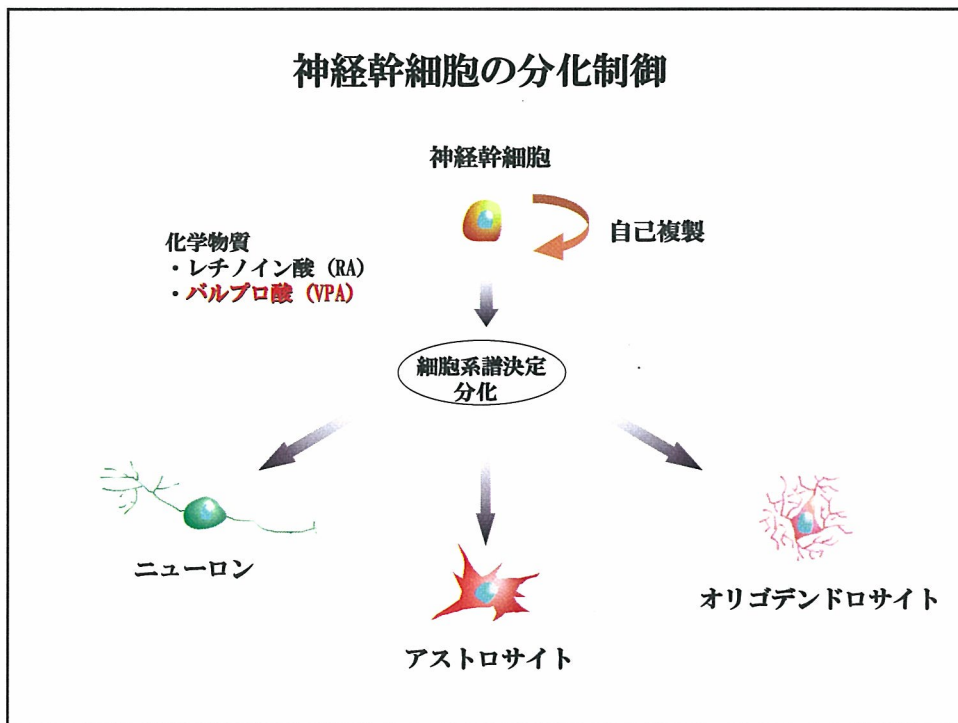 神経幹細胞の分化制御
神経幹細胞
自己複製
化学物質
・レチノイン酸 (RA)
・バルプロ酸 (VPA)
細胞系譜決定
分化
ニューロン
アストロサイト
オリゴデンドロサイト